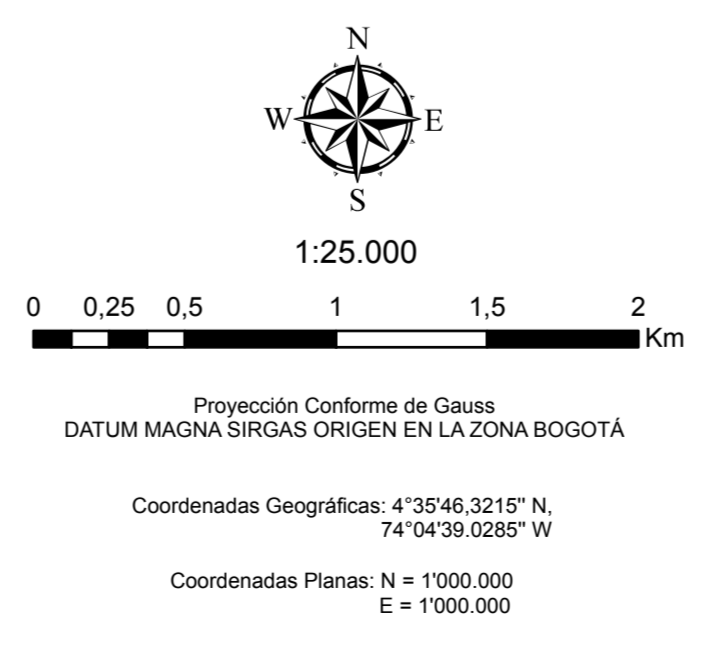 N
W E
S
1:25.000
0 0,25 0,5 1 1,5 2
Km
Proyección Conforme de Gauss
DATUM MAGNA SIRGAS ORIGEN EN LA ZONA BOGOTÁ
Coordenadas Geográficas: 4°35'46,3215" N,
74°04'39.0285" W
Coordenadas Planas: N = 1'000.000
E = 1'000.000